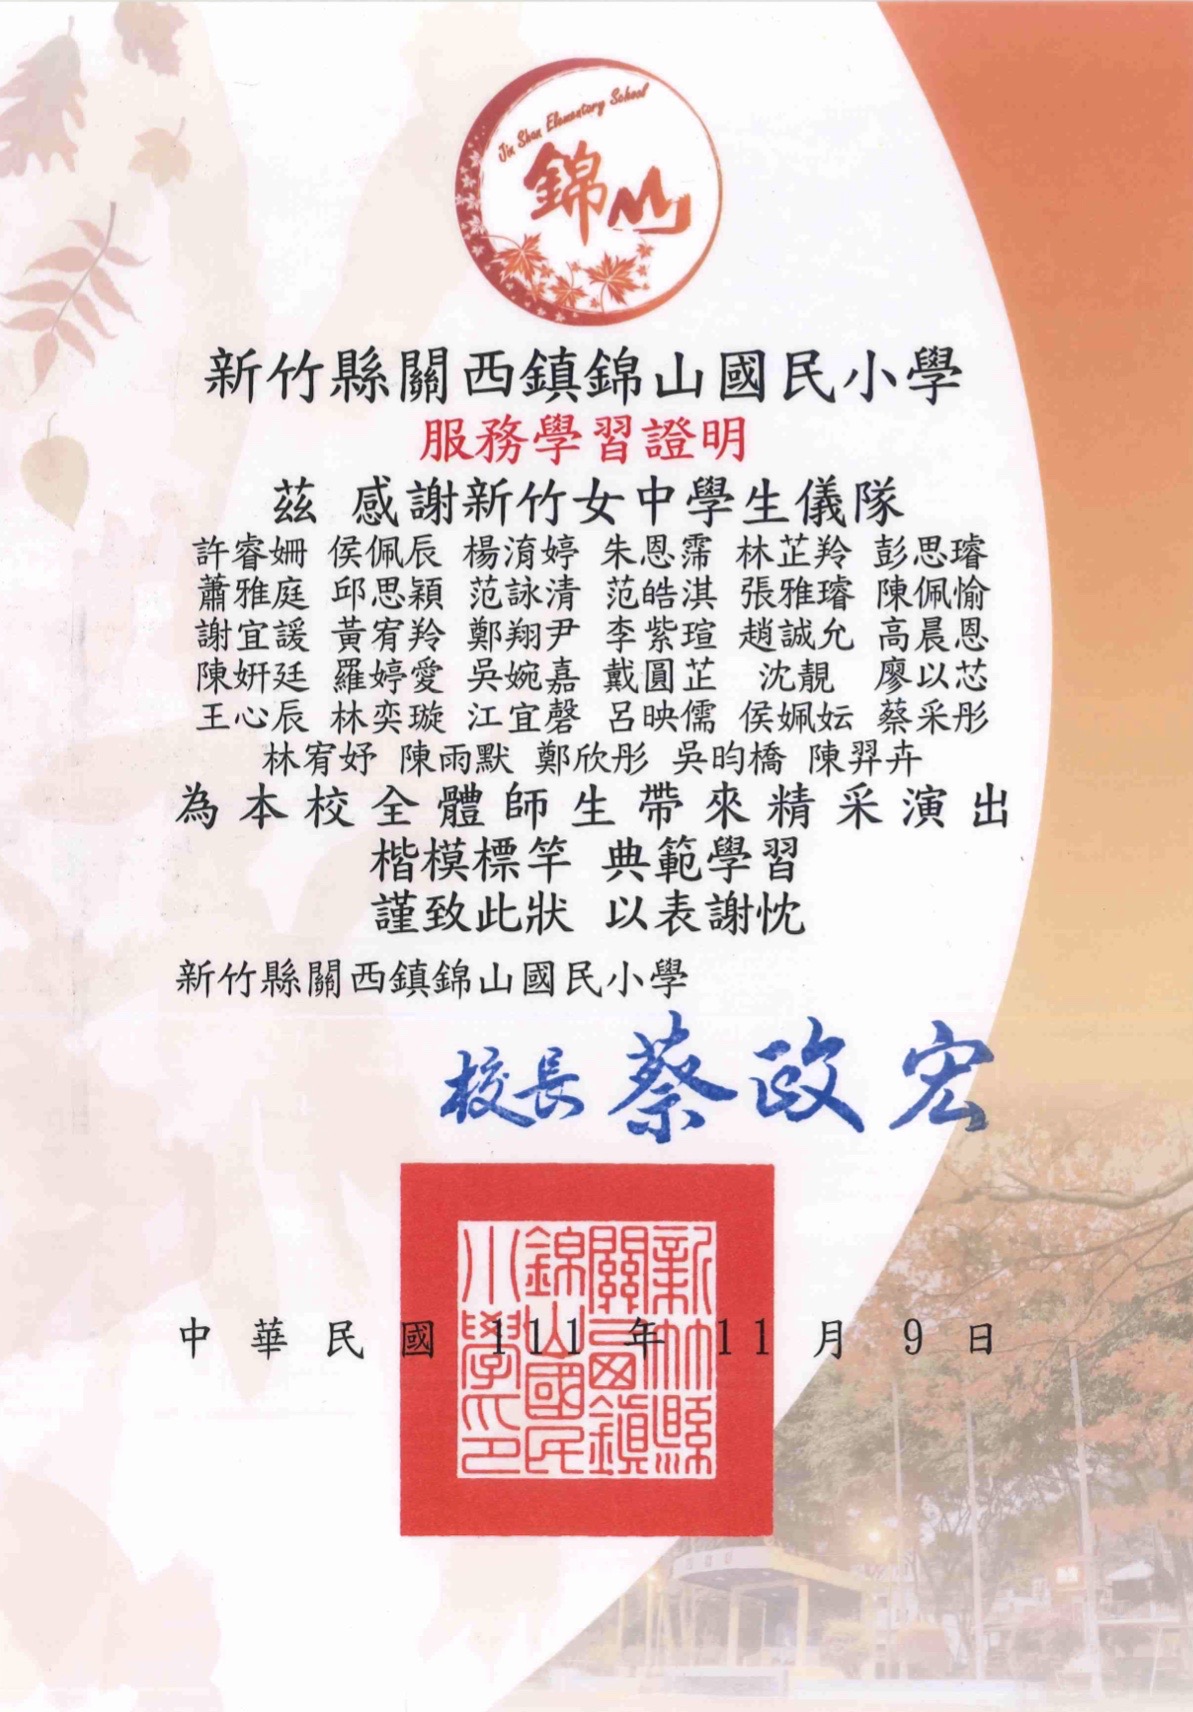 Jin Shan Elementary School
錦山
新竹縣關西鎮錦山國民小學
服務學習證明
茲 感謝新竹女中學生儀隊
許睿姍 侯佩辰 楊淯婷 朱恩霈 林芷羚 彭思璿
蕭雅庭 邱思穎 范詠清 范皓淇 張雅璿 陳佩愉
謝宜諼 黃宥羚 鄭翔尹 李紫瑄 趙誠允 高晨恩
陳妍廷 羅婷愛 吳婉嘉 戴圓芷 沈靚 廖以芯
王心辰 林奕璇 江宜磬 呂映儒 侯姵妘 蔡采彤
林宥妤 陳雨默 鄭欣彤 吳昀橋 陳羿卉
為本校全體師生帶來精采演出
楷模標竿 典範學習
謹致此狀 以表謝忱
新竹縣關西鎮錦山國民小學
校長 蔡政宏
新竹縣
關西鎮
錦山國民
小學印
中華民國 111 年 11 月 9 日